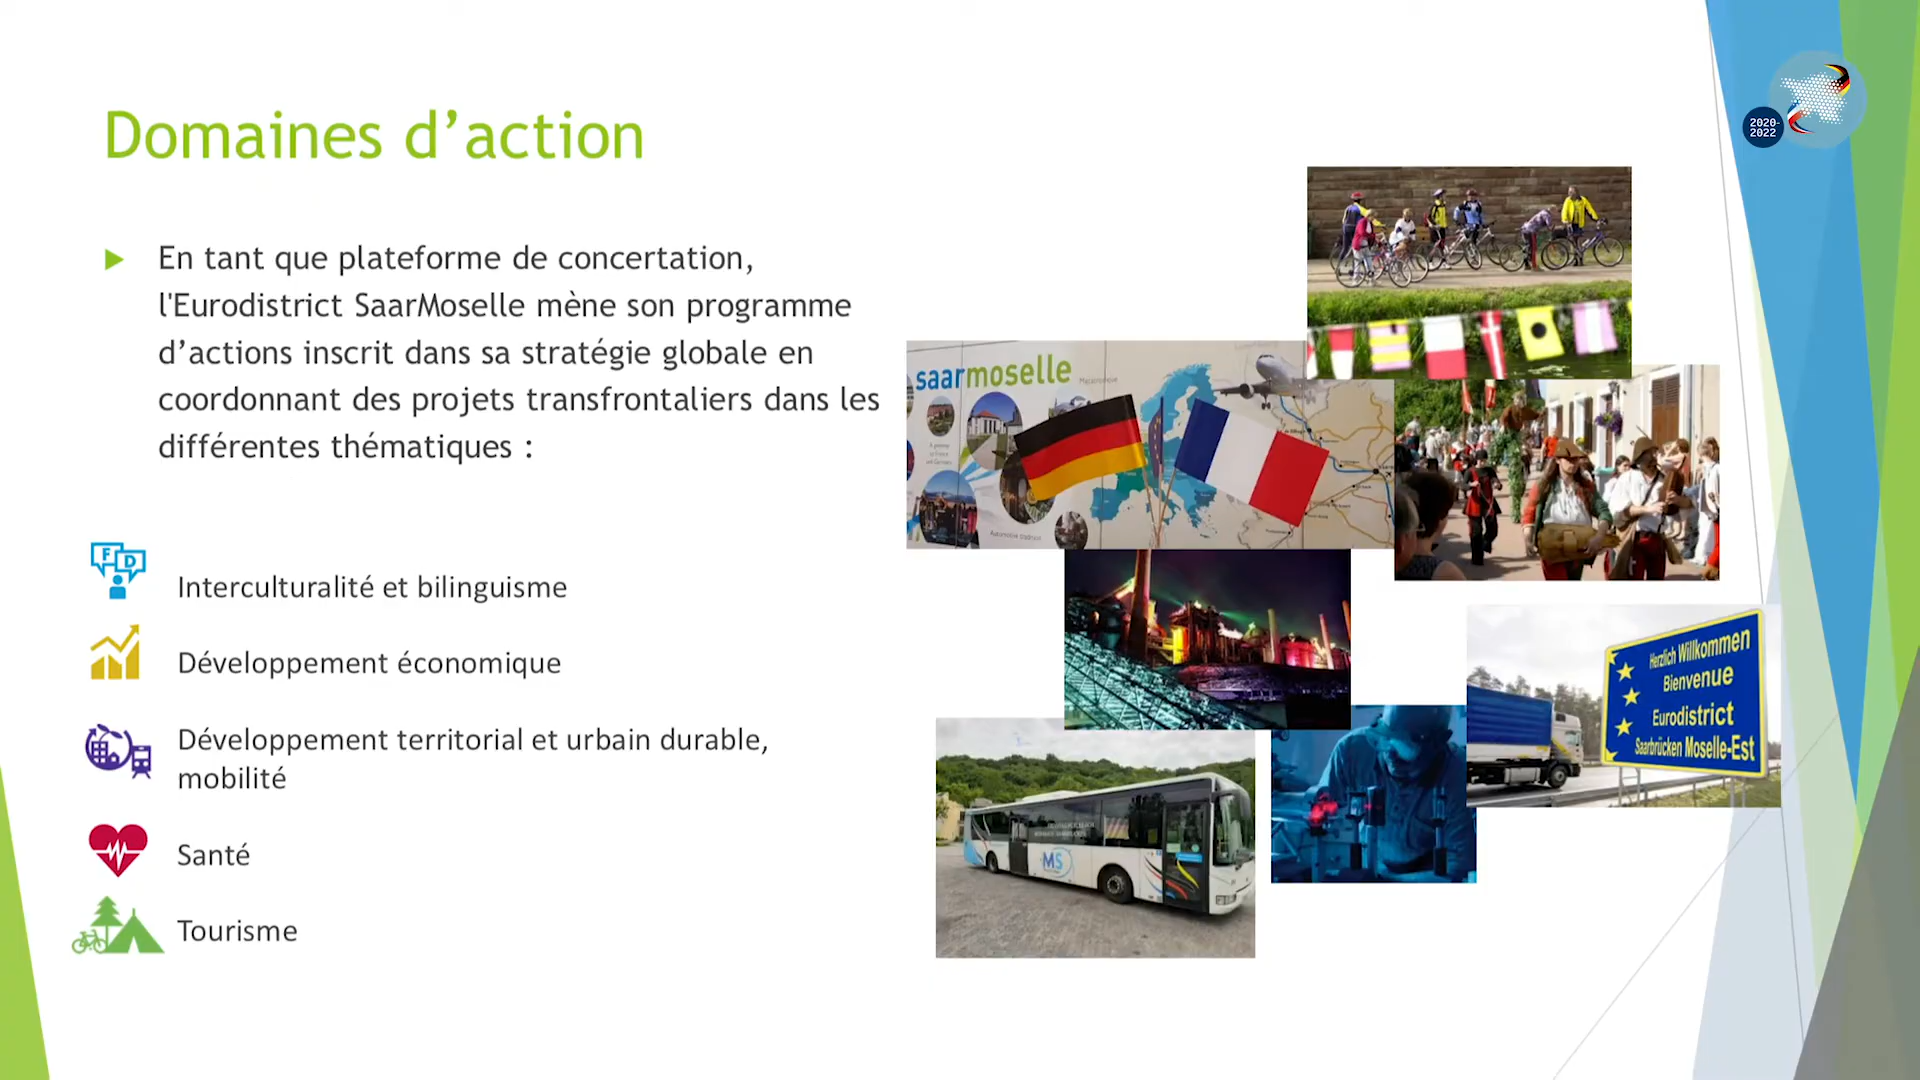 2020-
2022
Domaines d’action
En tant que plateforme de concertation,
l'Eurodistrict SaarMoselle mène son programme
d’actions inscrit dans sa stratégie globale en
coordonnant des projets transfrontaliers dans les
différentes thématiques :
F D
Interculturalité et bilinguisme
Développement économique
Développement territorial et urbain durable,
mobilité
Santé
Tourisme
saarmoselle
Herzlich Willkommen
Bienvenue
Eurodistrict
Saarbrücken Moselle-Est
MS